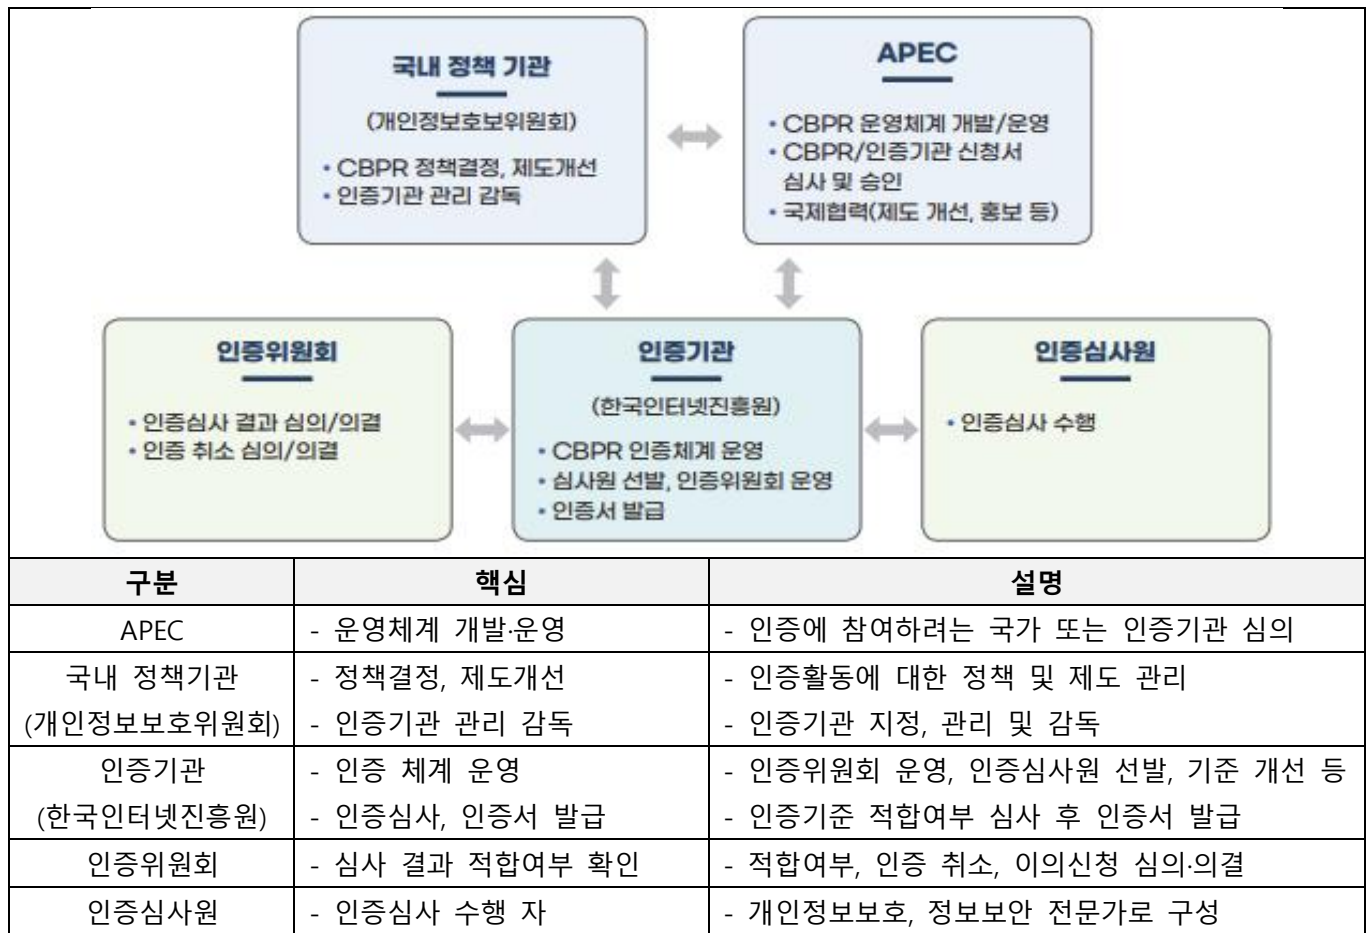 국내 정책 기관
(개인정보호보위원회)
• CBPR 정책결정, 제도개선
• 인증기관 관리 감독
APEC
• CBPR 운영체계 개발/운영
• CBPR/인증기관 신청서
심사 및 승인
• 국제협력(제도 개선, 홍보 등)
인증위원회
• 인증심사 결과 심의/의결
• 인증 취소 심의/의결
인증기관
(한국인터넷진흥원)
• CBPR 인증체계 운영
• 심사원 선발, 인증위원회 운영
• 인증서 발급
인증심사원
• 인증심사 수행
구분 핵심 설명
APEC - 운영체계 개발·운영 - 인증에 참여하려는 국가 또는 인증기관 심의
국내 정책기관 - 정책결정, 제도개선 - 인증활동에 대한 정책 및 제도 관리
(개인정보보호위원회) - 인증기관 관리 감독 - 인증기관 지정, 관리 및 감독
인증기관 - 인증 체계 운영 - 인증위원회 운영, 인증심사원 선발, 기준 개선 등
(한국인터넷진흥원) - 인증심사, 인증서 발급 - 인증기준 적합여부 심사 후 인증서 발급
인증위원회 - 심사 결과 적합여부 확인 - 적합여부, 인증 취소, 이의신청 심의·의결
인증심사원 - 인증심사 수행 자 - 개인정보보호, 정보보안 전문가로 구성